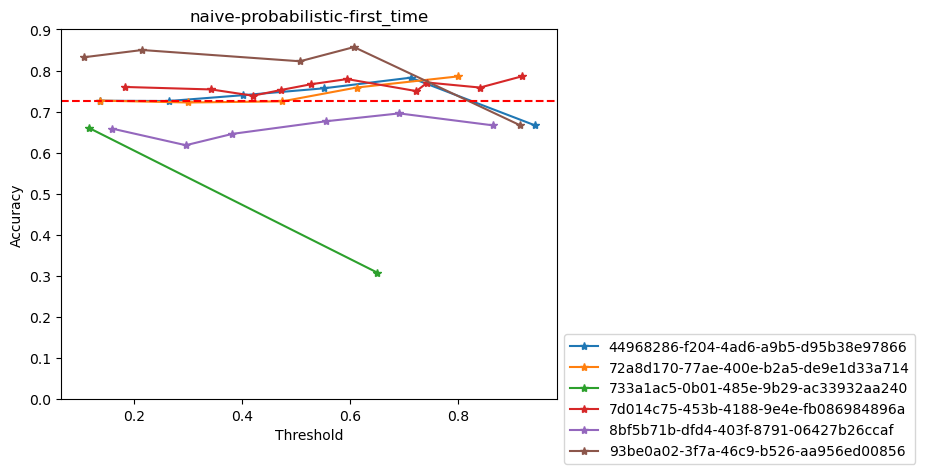 naive-probabilistic-first_time
0.9
0.8
0.7
0.6
0.5
0.4
0.3
0.2
0.1
0.0
Accuracy
0.2 0.4 0.6 0.8
Threshold
44968286-f204-4ad6-a9b5-d95b38e97866
72a8d170-77ae-400e-b2a5-de9e1d33a714
733a1ac5-0b01-485e-9b29-ac33932aa240
7d014c75-453b-4188-9e4e-fb086984896a
8bf5b71b-dfd4-403f-8791-06427b26ccaf
93be0a02-3f7a-46c9-b526-aa956ed00856